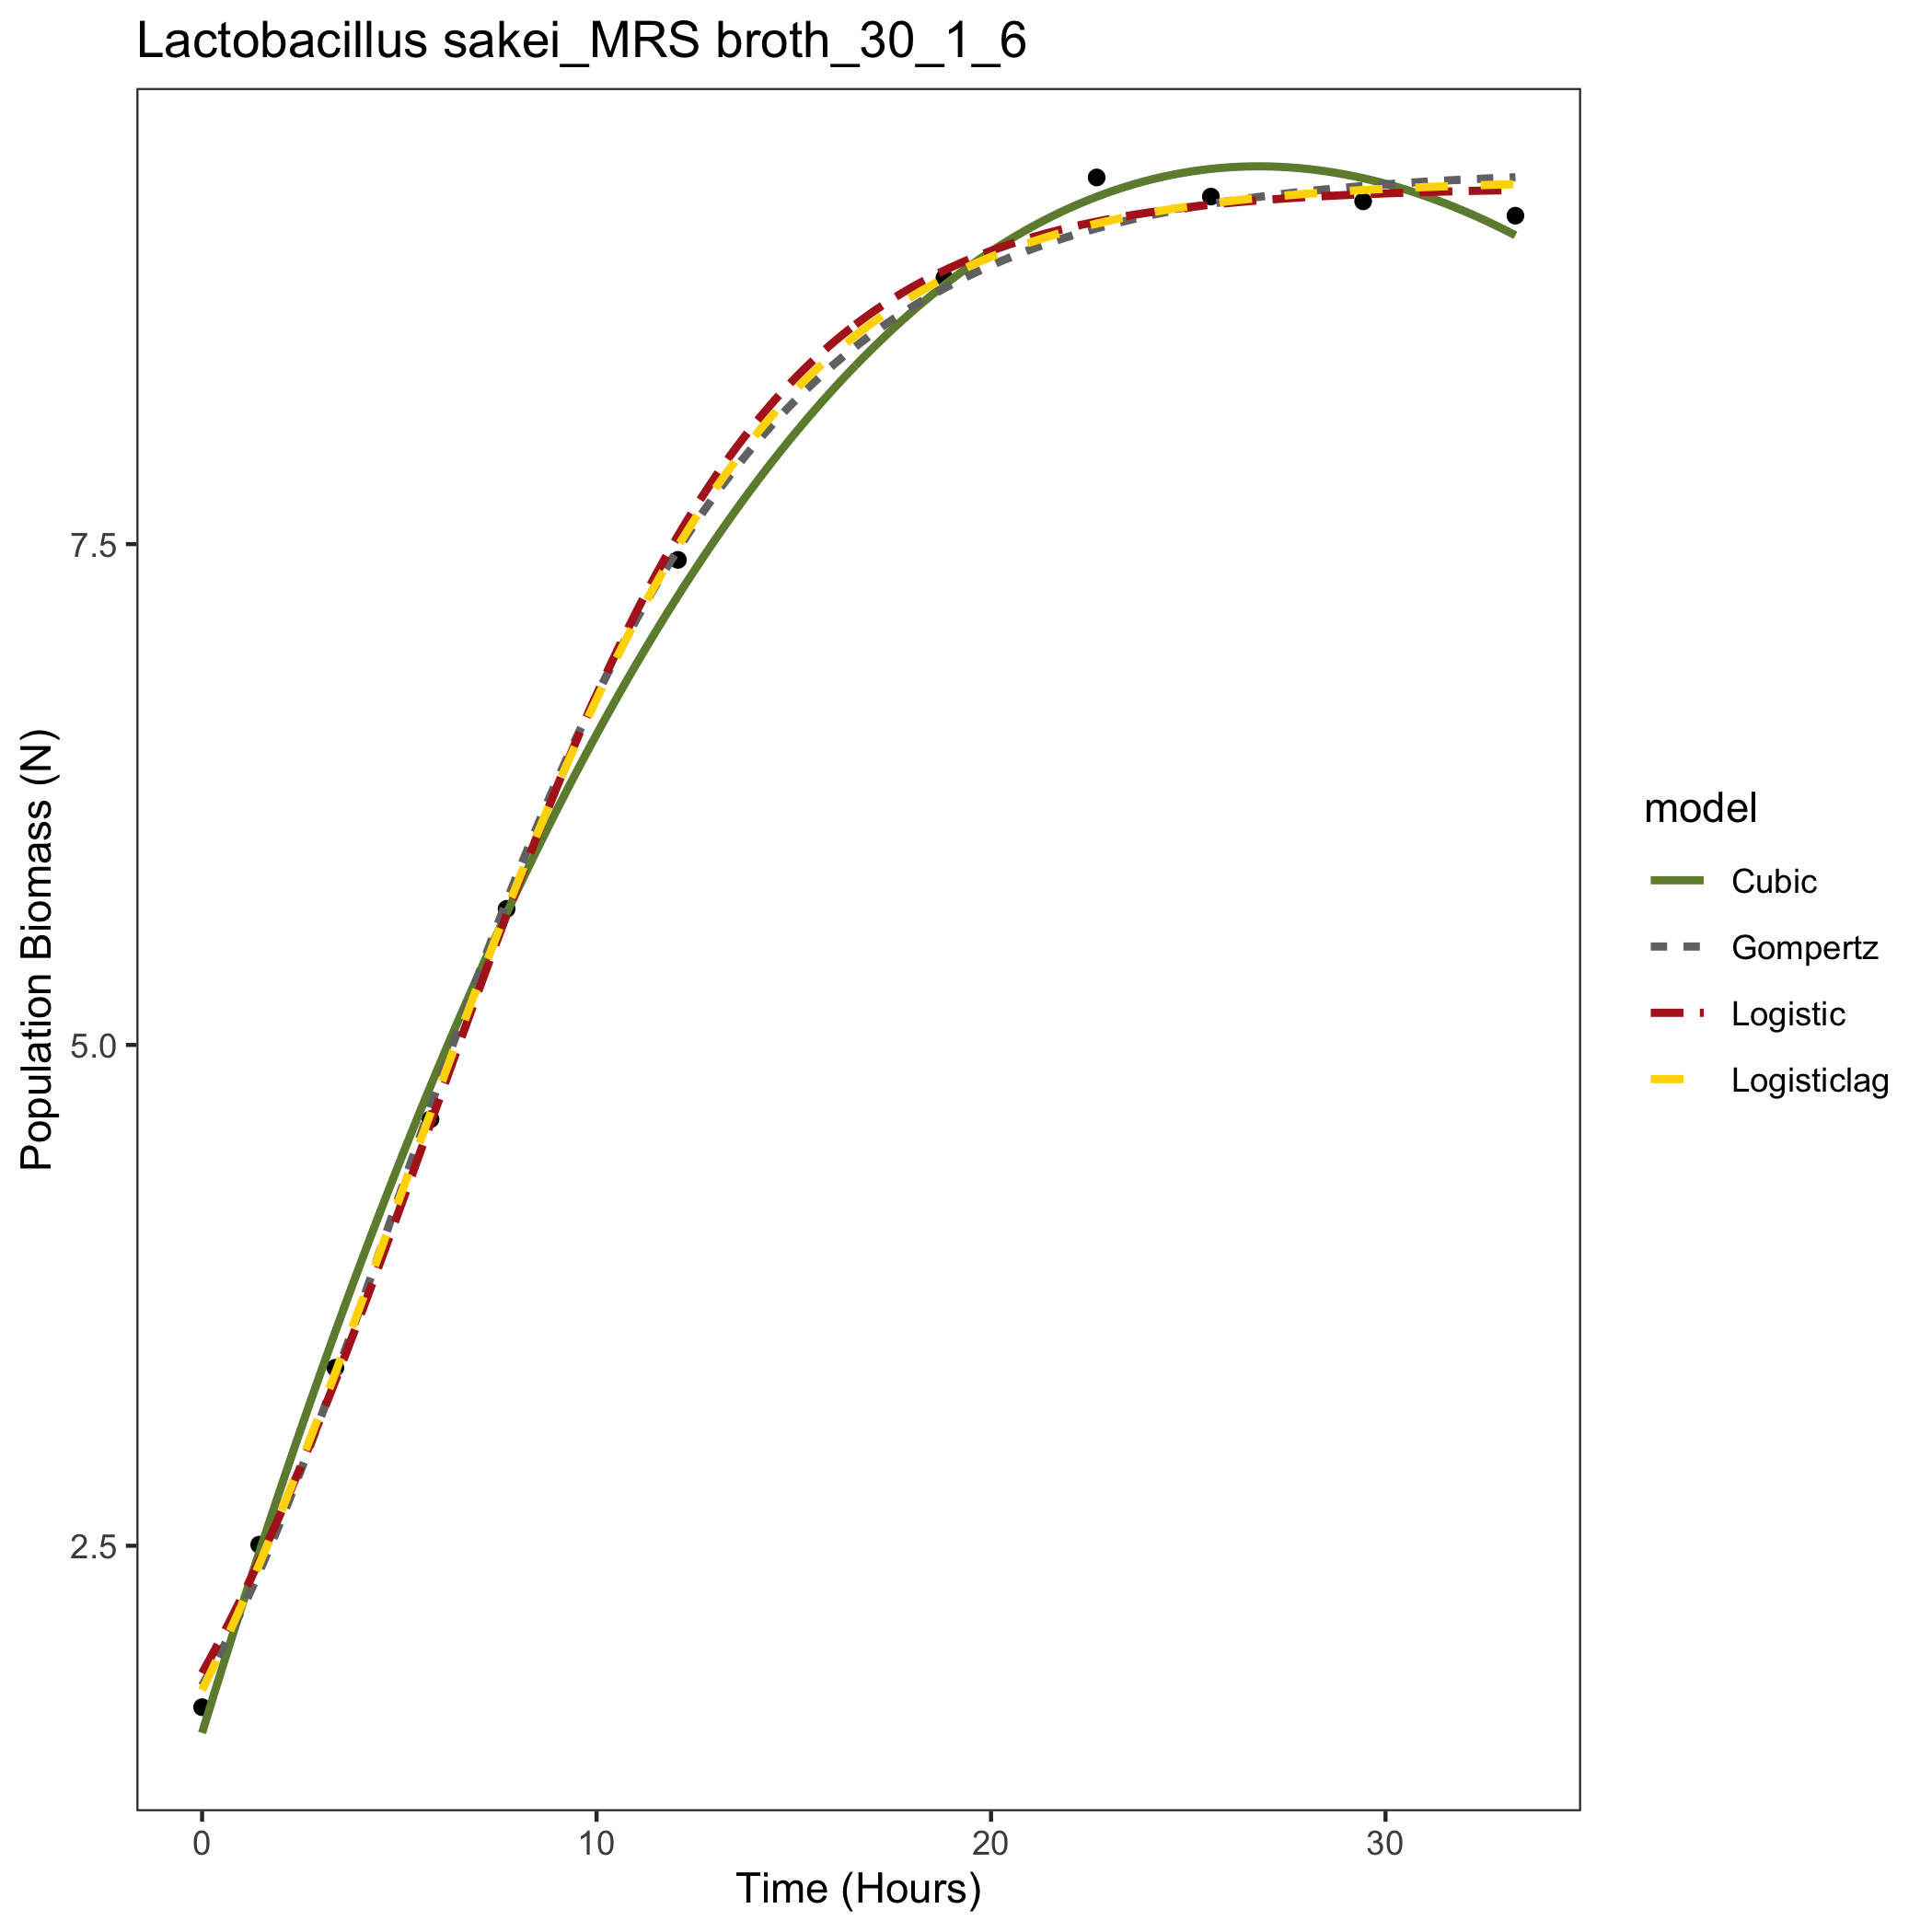 Lactobacillus sakei_MRS broth_30_1_6
Population Biomass (N)
7.5
5.0
2.5
0 10 20 30
Time (Hours)
model
Cubic
Gompertz
Logistic
Logisticlag